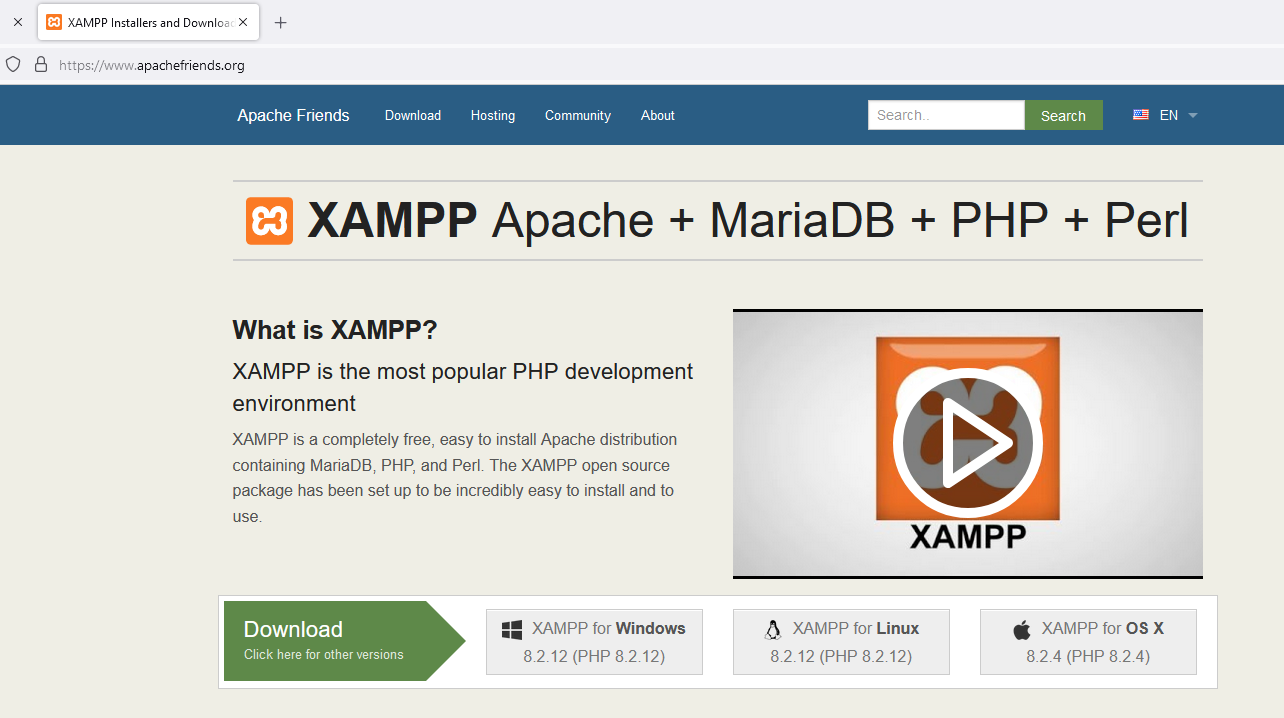 XAMPP Installers and Downloa
https://www.apachefriends.org
Apache Friends Download Hosting Community About Search.. Search EN
XAMPP Apache + MariaDB + PHP + Perl
What is XAMPP?
XAMPP is the most popular PHP development
environment
XAMPP is a completely free, easy to install Apache distribution
containing MariaDB, PHP, and Perl. The XAMPP open source
package has been set up to be incredibly easy to install and to
use.
XAMPP
Download
Click here for other versions
XAMPP for Windows
8.2.12 (PHP 8.2.12)
XAMPP for Linux
8.2.12 (PHP 8.2.12)
XAMPP for OS X
8.2.4 (PHP 8.2.4)